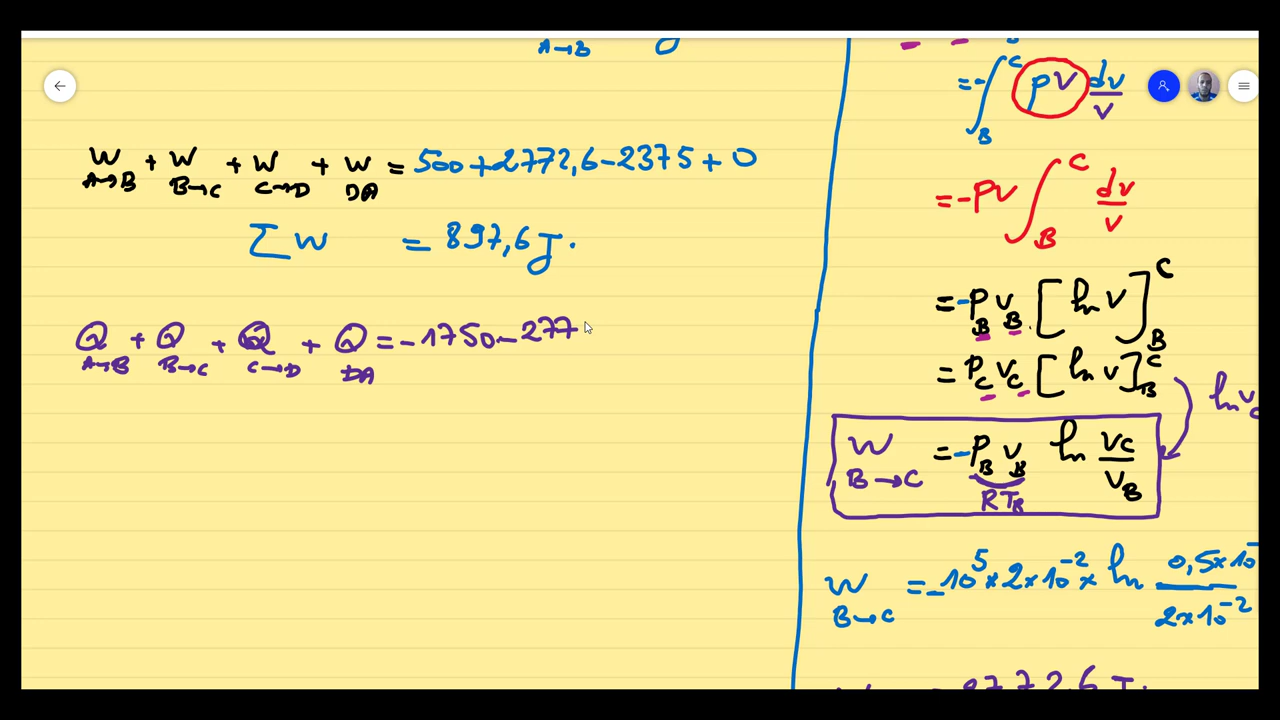 A→B
W A→B + W B→C + W C→D + W DA = 500 + 2772,6 - 2375 + 0
Σ W = 897,6 J.
Q A→B + Q B→C + Q C→D + Q DA = - 1750 - 277
= - ∫ B C pV dv/v
= - PV ∫ B C dv/v
= - P B V B . [ln V] B C
= P C V C [ln V] B C
W B→C = - P B V B ln VC/VB
RTB
W B→C = - 10^5 × 2×10^-2 × ln 0,5×10^-/2×10^-2